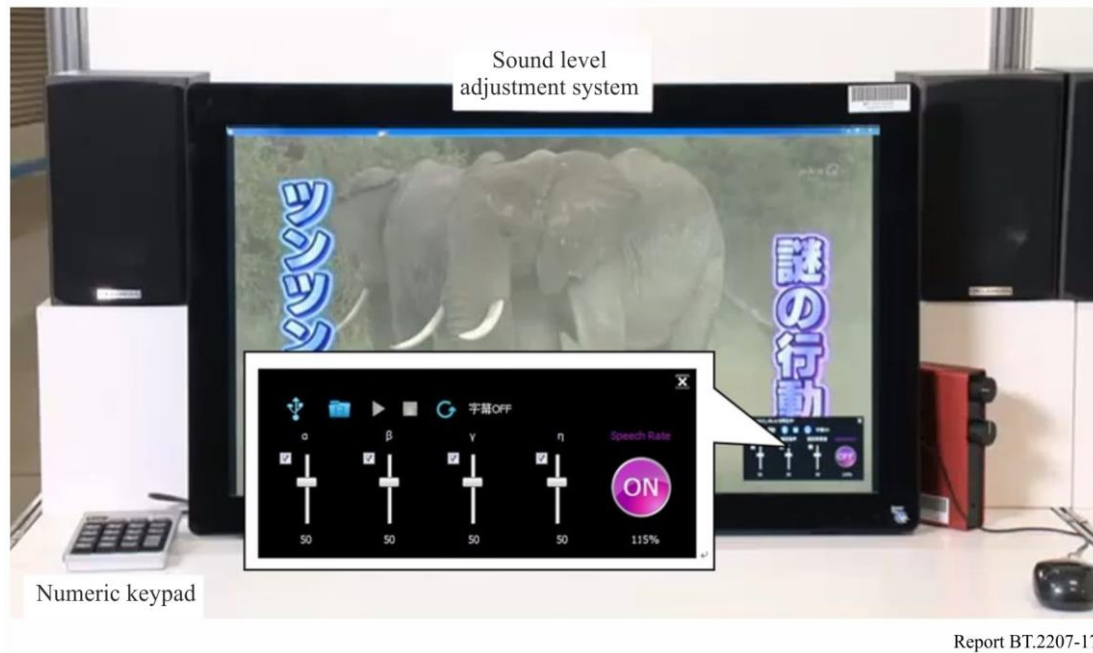 Sound level
adjustment system
ツンツン
謎の行動
字幕OFF
α β γ η Speech Rate
ON
50 50 50 50 115%
OFF
Numeric keypad
Report BT.2207-17